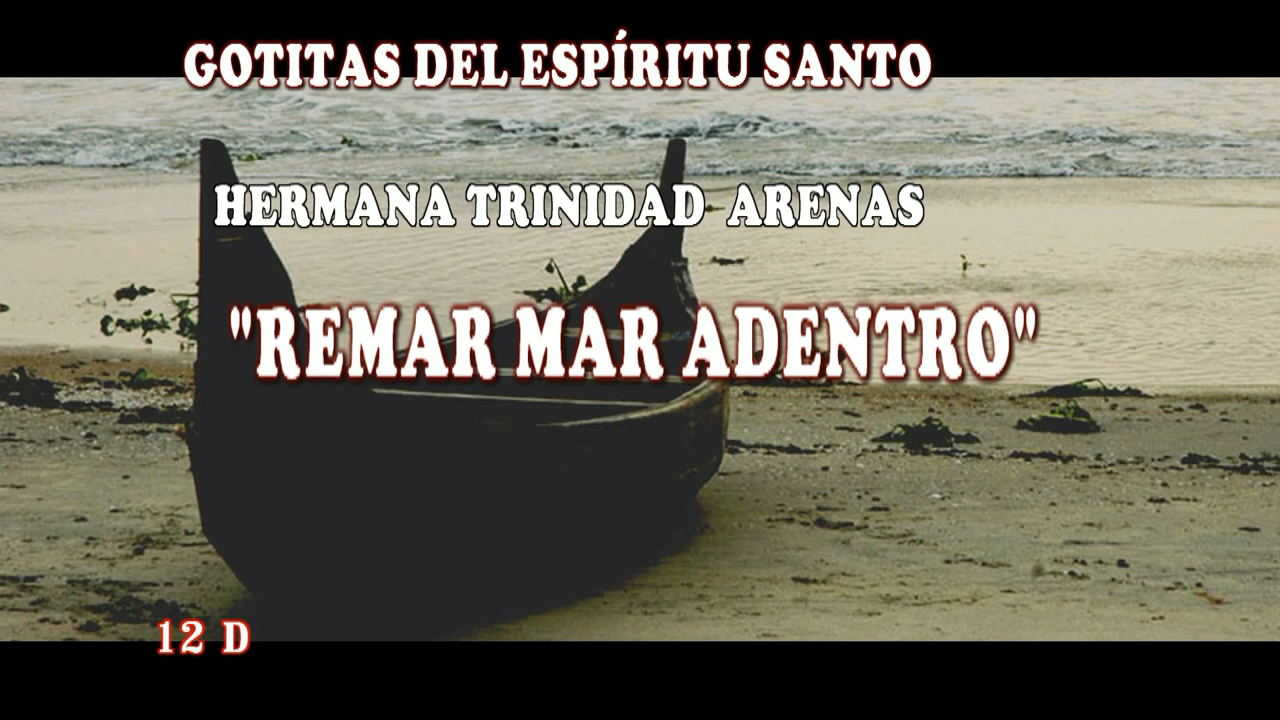 GOTITAS DEL ESPÍRITU SANTO
HERMANA TRINIDAD ARENAS
"REMAR MAR ADENTRO"
12 D